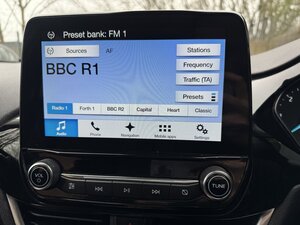 Preset bank: FM 1
Sources AF Stations
BBC R1
Frequency
Traffic (TA)
Presets
Radio 1 Forth 1 BBC R2 Capital Heart Classic
Audio Phone Navigation Mobile apps Settings
VOL TUNE